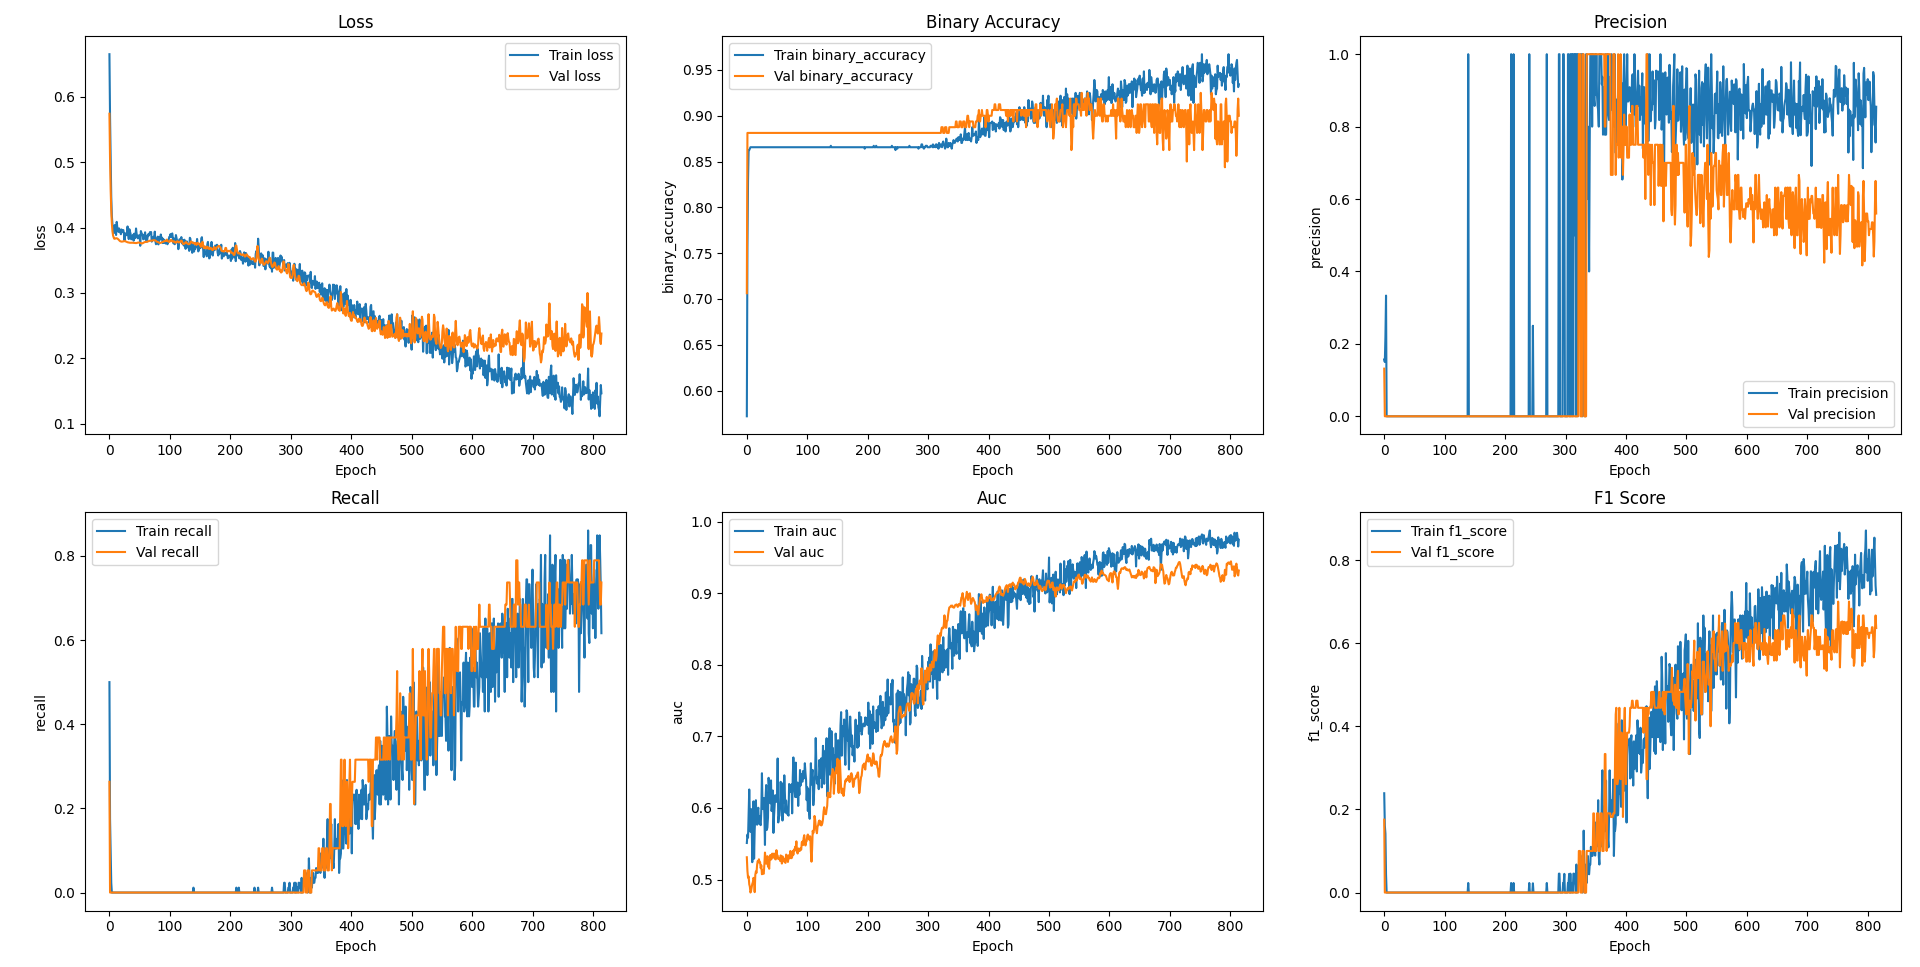 Loss
Train loss
Val loss
0.6
0.5
0.4
0.3
0.2
0.1
loss
0 100 200 300 400 500 600 700 800
Epoch
Binary Accuracy
Train binary_accuracy
Val binary_accuracy
0.95
0.90
0.85
0.80
0.75
0.70
0.65
0.60
binary_accuracy
0 100 200 300 400 500 600 700 800
Epoch
Precision
1.0
0.8
0.6
0.4
0.2
0.0
precision
Train precision
Val precision
0 100 200 300 400 500 600 700 800
Epoch
Recall
Train recall
Val recall
0.8
0.6
0.4
0.2
0.0
recall
0 100 200 300 400 500 600 700 800
Epoch
Auc
Train auc
Val auc
1.0
0.9
0.8
0.7
0.6
0.5
auc
0 100 200 300 400 500 600 700 800
Epoch
F1 Score
Train f1_score
Val f1_score
0.8
0.6
0.4
0.2
0.0
f1_score
0 100 200 300 400 500 600 700 800
Epoch